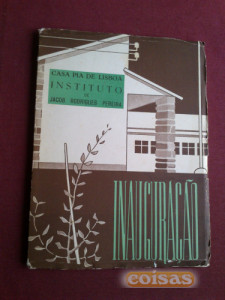 CASA PIA DE LISBOA
INSTITUTO
DE
JACOB RODRIGUES PEREIRA
INAUGURAÇÃO
coisas